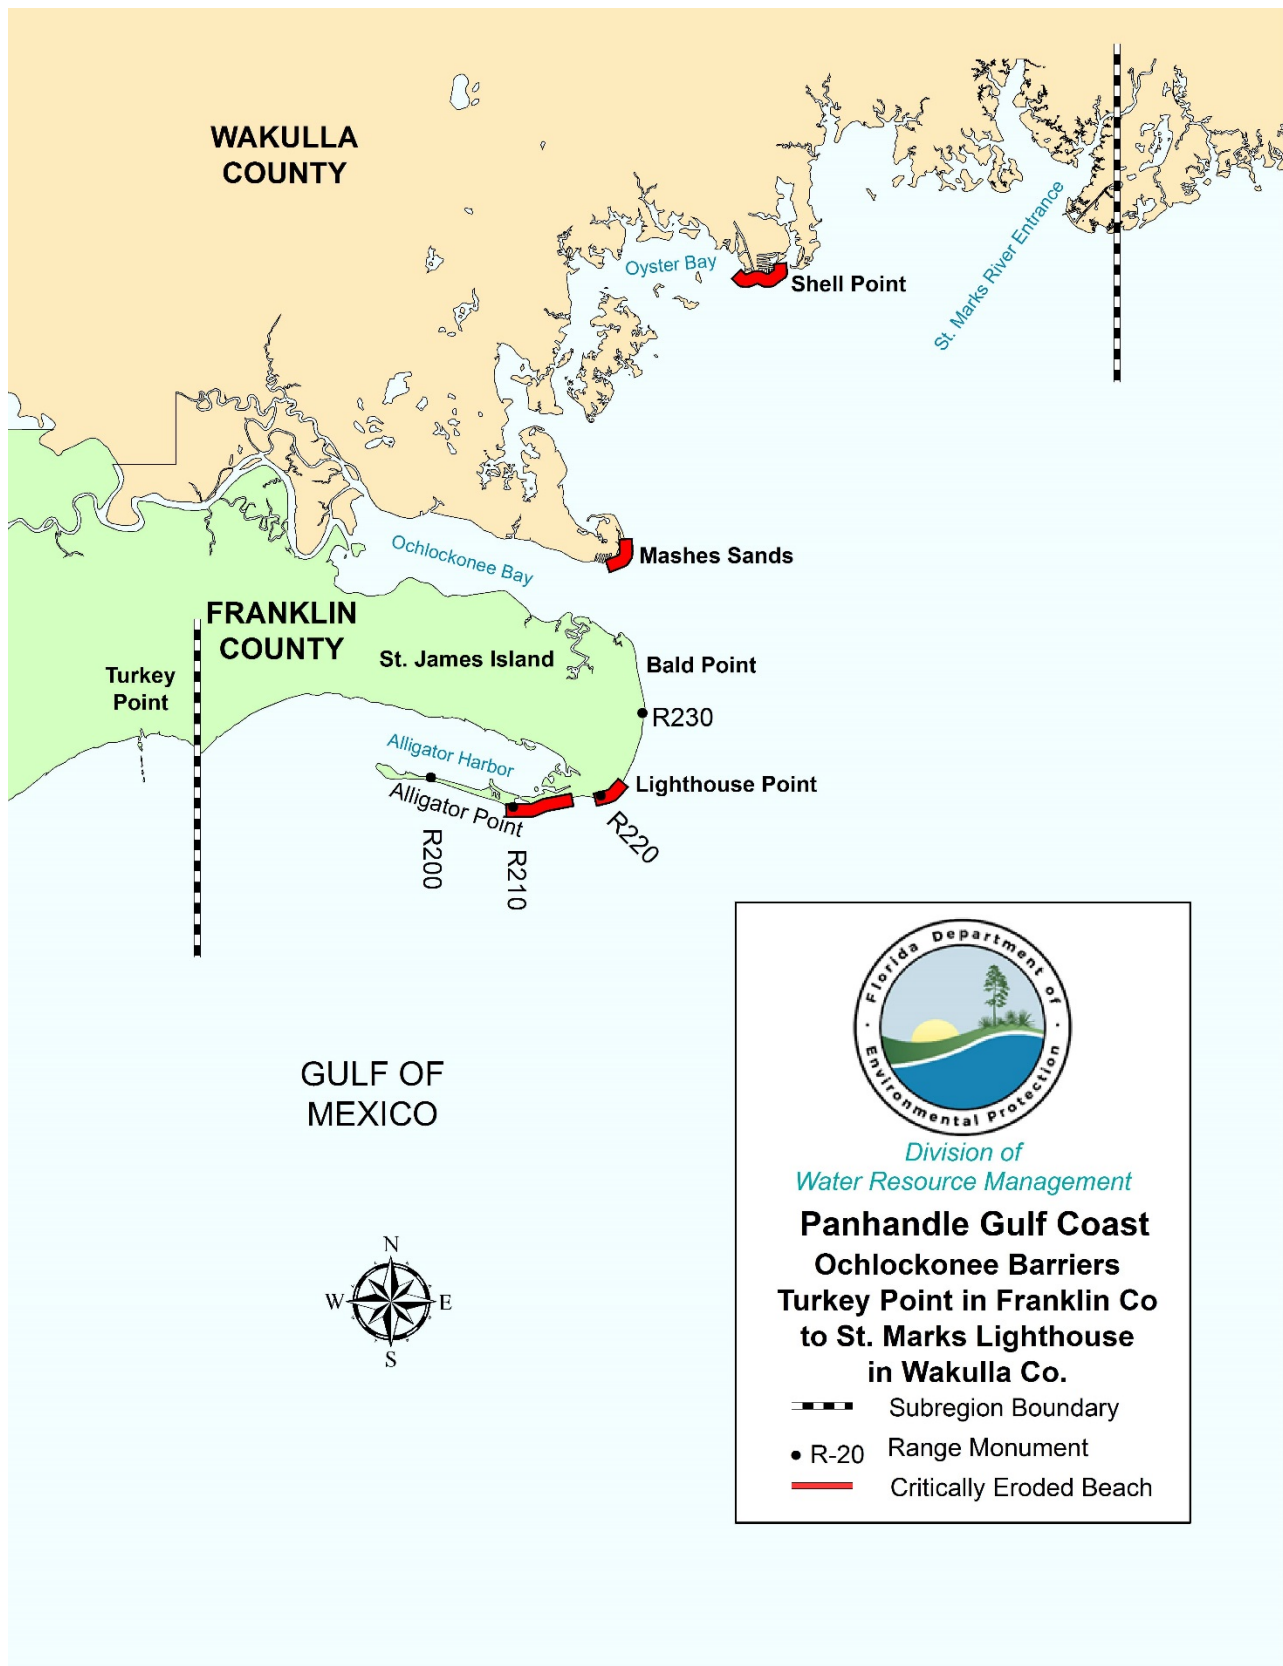 WAKULLA
COUNTY
Oyster Bay
Shell Point
St. Marks River Entrance
Ochlockonee Bay
Mashes Sands
FRANKLIN
COUNTY
St. James Island
Bald Point
Turkey
Point
R230
Alligator Harbor
Lighthouse Point
Alligator Point
R200
R210
R220
GULF OF
MEXICO
N
W
E
S
Florida Department of
Environmental Protection
Division of
Water Resource Management
Panhandle Gulf Coast
Ochlockonee Barriers
Turkey Point in Franklin Co
to St. Marks Lighthouse
in Wakulla Co.
Subregion Boundary
R-20 Range Monument
Critically Eroded Beach